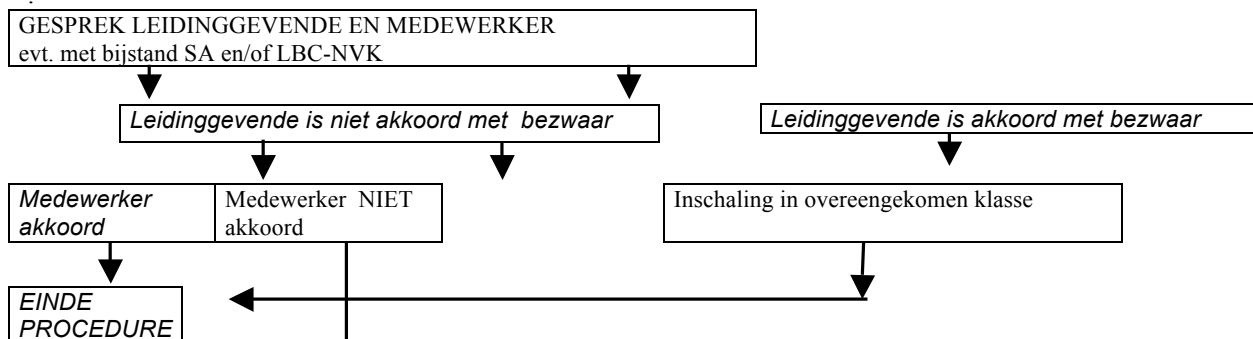 GESPREK LEIDINGGEVENDE EN MEDEWERKER
evt. met bijstand SA en/of LBC-NVK
Leidinggevende is niet akkoord met bezwaar
Leidinggevende is akkoord met bezwaar
Medewerker
akkoord
Medewerker NIET
akkoord
Inschaling in overeengekomen klasse
EINDE
PROCEDURE